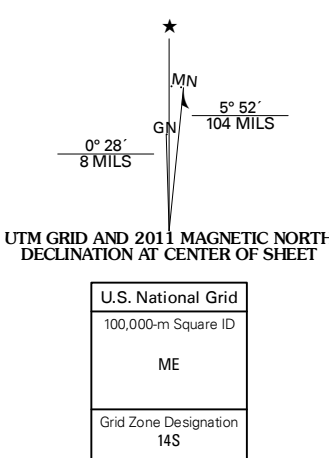 ★
MN
GN
5° 52´
104 MILS
0° 28´
8 MILS
UTM GRID AND 2011 MAGNETIC NORTH
DECLINATION AT CENTER OF SHEET
U.S. National Grid
100,000-m Square ID
ME
Grid Zone Designation
14S